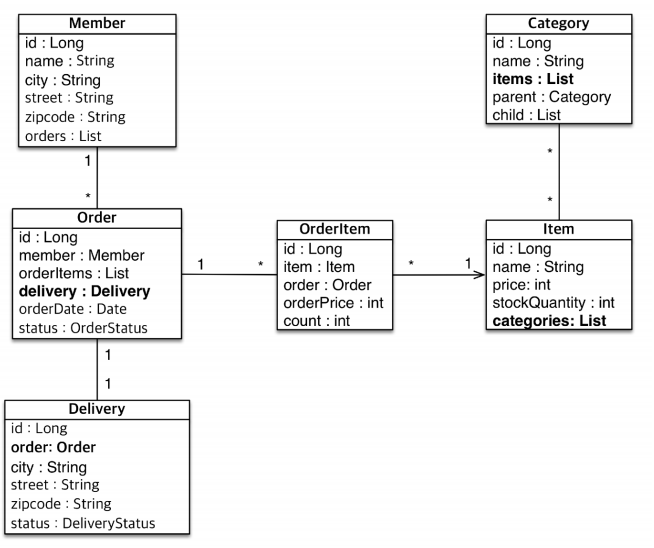 Member
id : Long
name : String
city : String
street : String
zipcode : String
orders : List
1
*
Order
id : Long
member : Member
orderItems : List
delivery : Delivery
orderDate : Date
status : OrderStatus
1
1
Delivery
id : Long
order: Order
city : String
street : String
zipcode : String
status : DeliveryStatus
1
*
OrderItem
id : Long
item : Item
order : Order
orderPrice : int
count : int
*
1
Category
id : Long
name : String
items : List
parent : Category
child : List
*
*
Item
id : Long
name : String
price: int
stockQuantity : int
categories: List